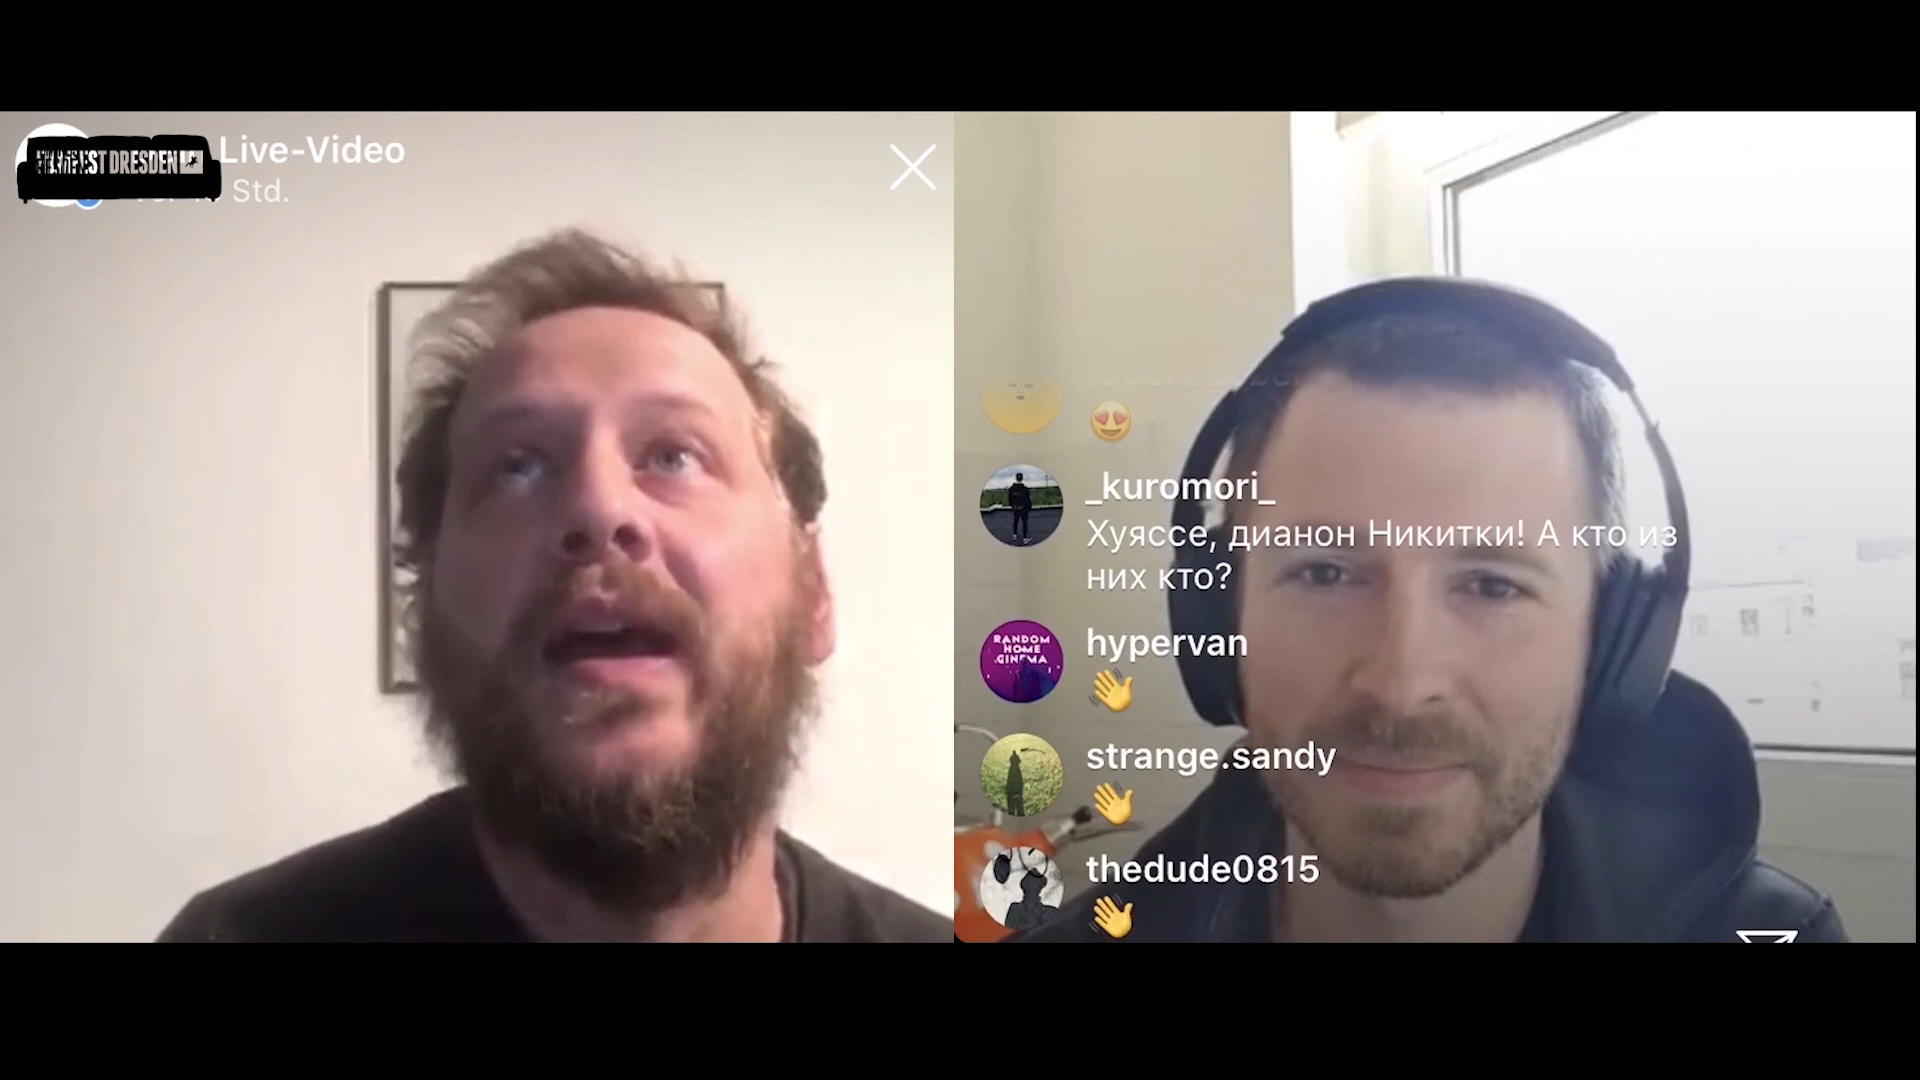 ST DRESDEN
Live-Video
Std.
_kuromori_
Хуяссе, дианон Никитки! А кто из
них кто?
RANDOM
HOME
CINEMA
hypervan
strange.sandy
thedude0815